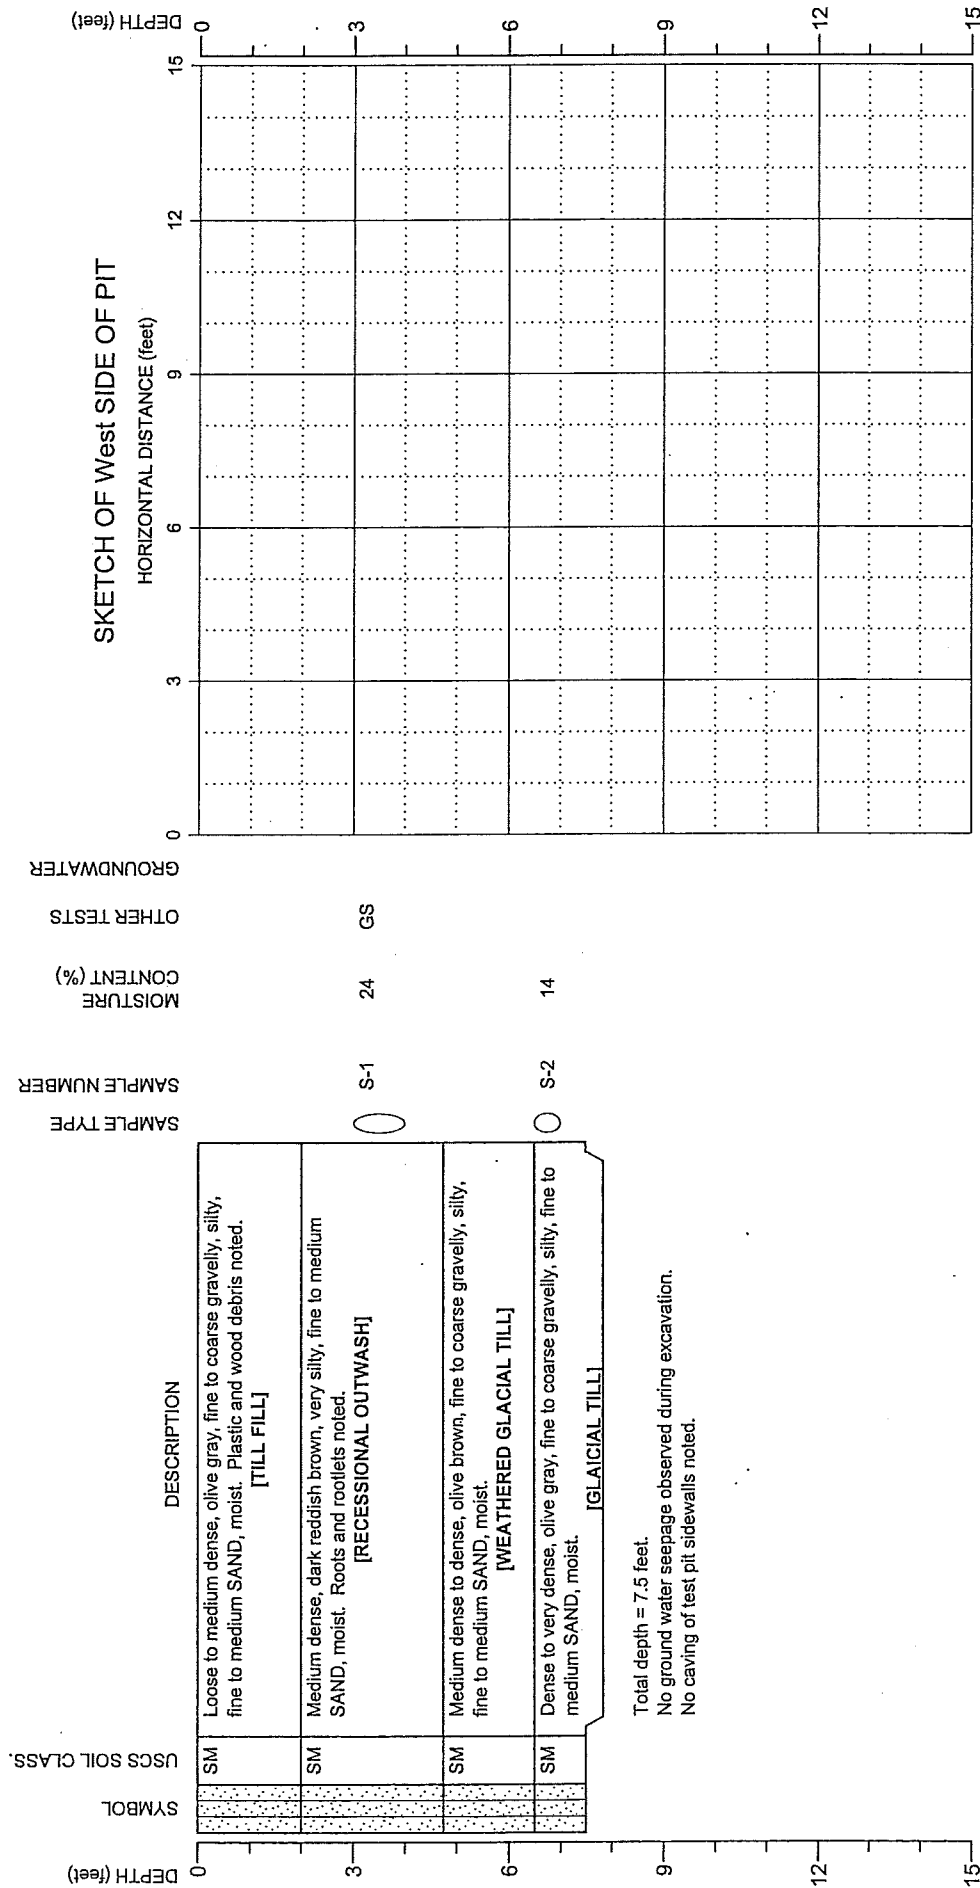 DEPTH (feet)
SYMBOL
USCS SOIL CLASS.
DESCRIPTION
SAMPLE TYPE
SAMPLE NUMBER
MOISTURE
CONTENT (%)
OTHER TESTS
GROUNDWATER
SKETCH OF West SIDE OF PIT
HORIZONTAL DISTANCE (feet)
0 3 6 9 12 15
DEPTH (feet)
0
SM
Loose to medium dense, olive gray, fine to coarse gravelly, silty,
fine to medium SAND, moist. Plastic and wood debris noted.
[TILL FILL]
0
SM
Medium dense, dark reddish brown, very silty, fine to medium
SAND, moist. Roots and rootlets noted.
[RECESSIONAL OUTWASH]
3
S-1
24
GS
3
SM
Medium dense to dense, olive brown, fine to coarse gravelly, silty,
fine to medium SAND, moist.
[WEATHERED GLACIAL TILL]
6
6
SM
Dense to very dense, olive gray, fine to coarse gravelly, silty, fine to
medium SAND, moist.
[GLAICIAL TILL]
S-2
14
Total depth = 7.5 feet.
No ground water seepage observed during excavation.
No caving of test pit sidewalls noted.
9
9
12
12
15
15